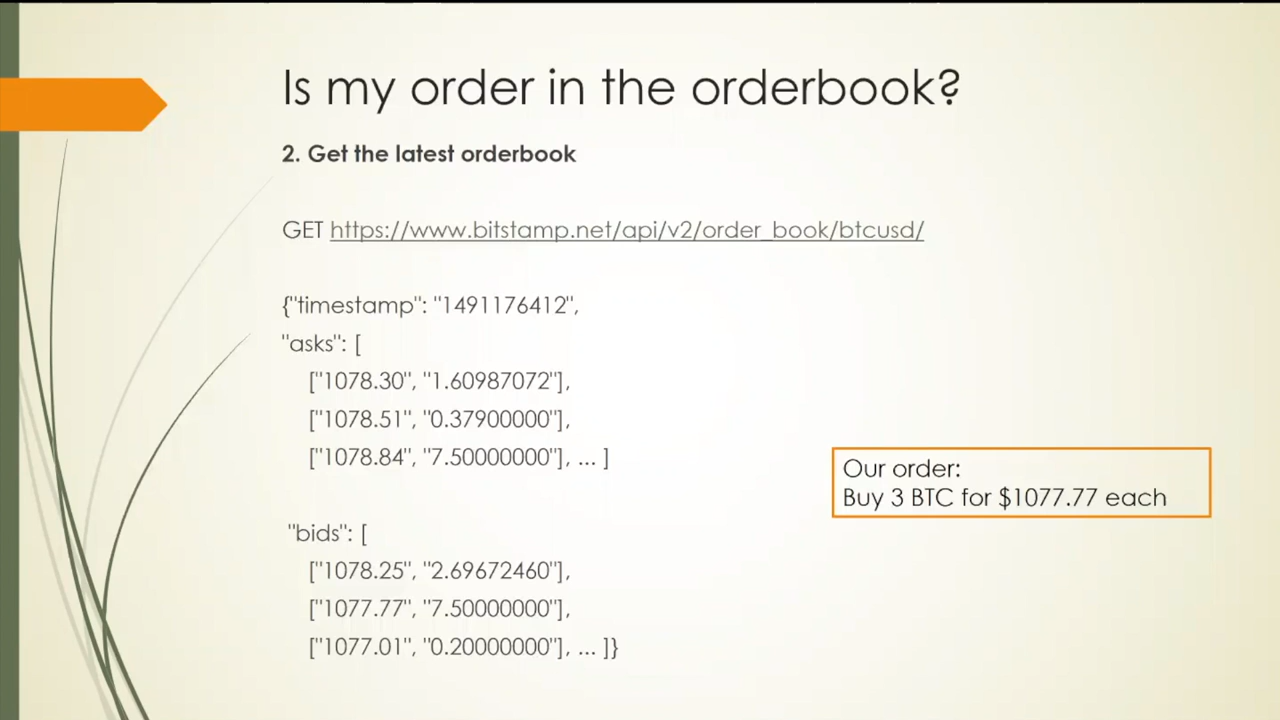 Is my order in the orderbook?
2. Get the latest orderbook
GET https://www.bitstamp.net/api/v2/order_book/btcusd/
{"timestamp": "1491176412",
"asks": [
["1078.30", "1.60987072"],
["1078.51", "0.37900000"],
["1078.84", "7.50000000"], ... ]
Our order:
Buy 3 BTC for $1077.77 each
"bids": [
["1078.25", "2.69672460"],
["1077.77", "7.50000000"],
["1077.01", "0.20000000"], ... ]}